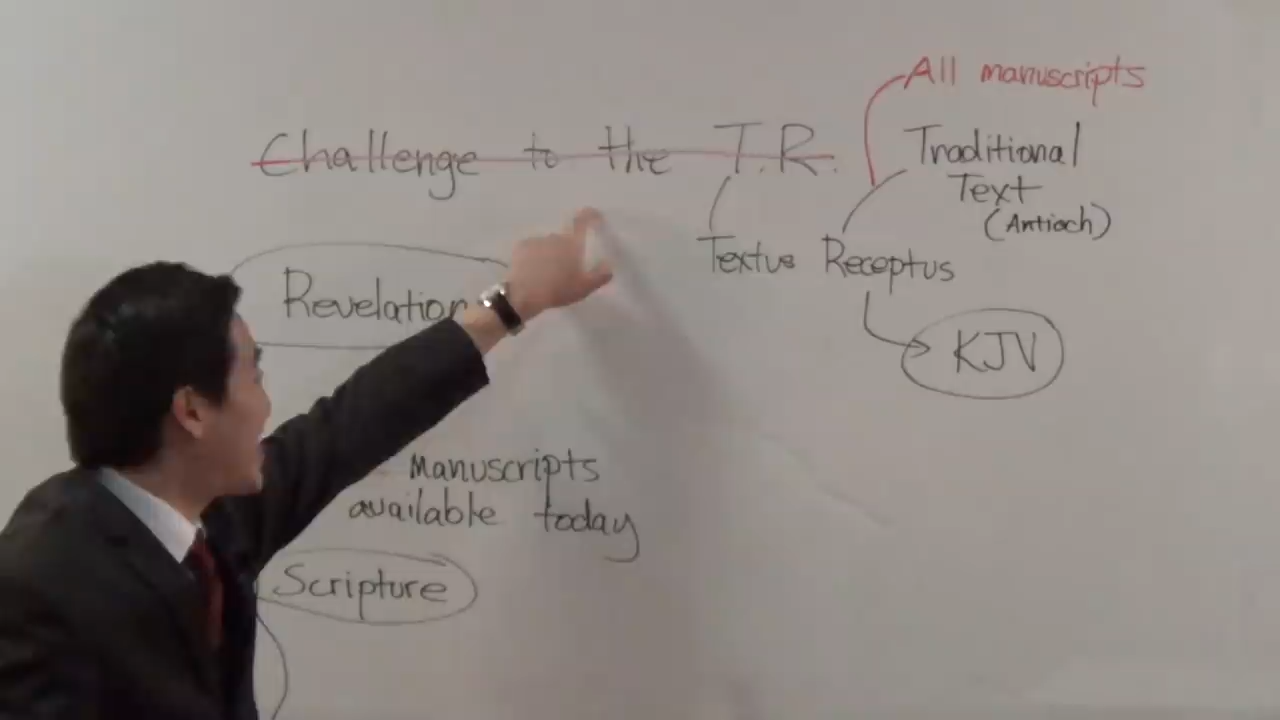 All manuscripts
Challenge to the T.R.
Traditional
Text
(Antioch)
Textus Receptus
Revelation
KJV
manuscripts
available today
Scripture